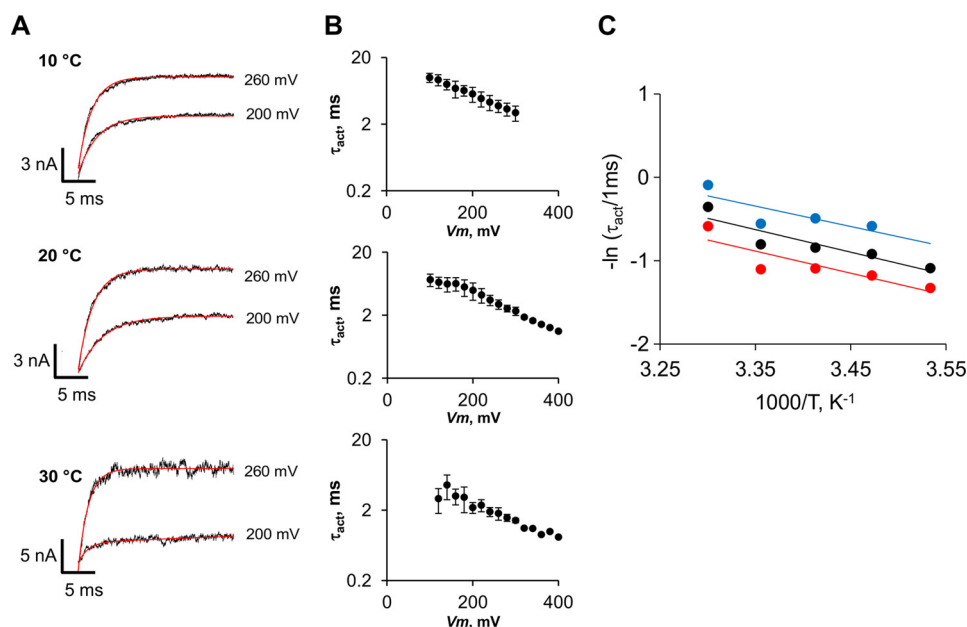 A
10 °C
260 mV
200 mV
3 nA
5 ms
20 °C
260 mV
200 mV
3 nA
5 ms
30 °C
260 mV
200 mV
5 nA
5 ms
B
20
2
0.2
0
200
400
τact, ms
Vm, mV
20
2
0.2
0
200
400
τact, ms
Vm, mV
20
2
0.2
0
200
400
τact, ms
Vm, mV
C
1
0
-1
-2
3.25
3.35
3.45
3.55
-ln (τact/1ms)
1000/T, K-1